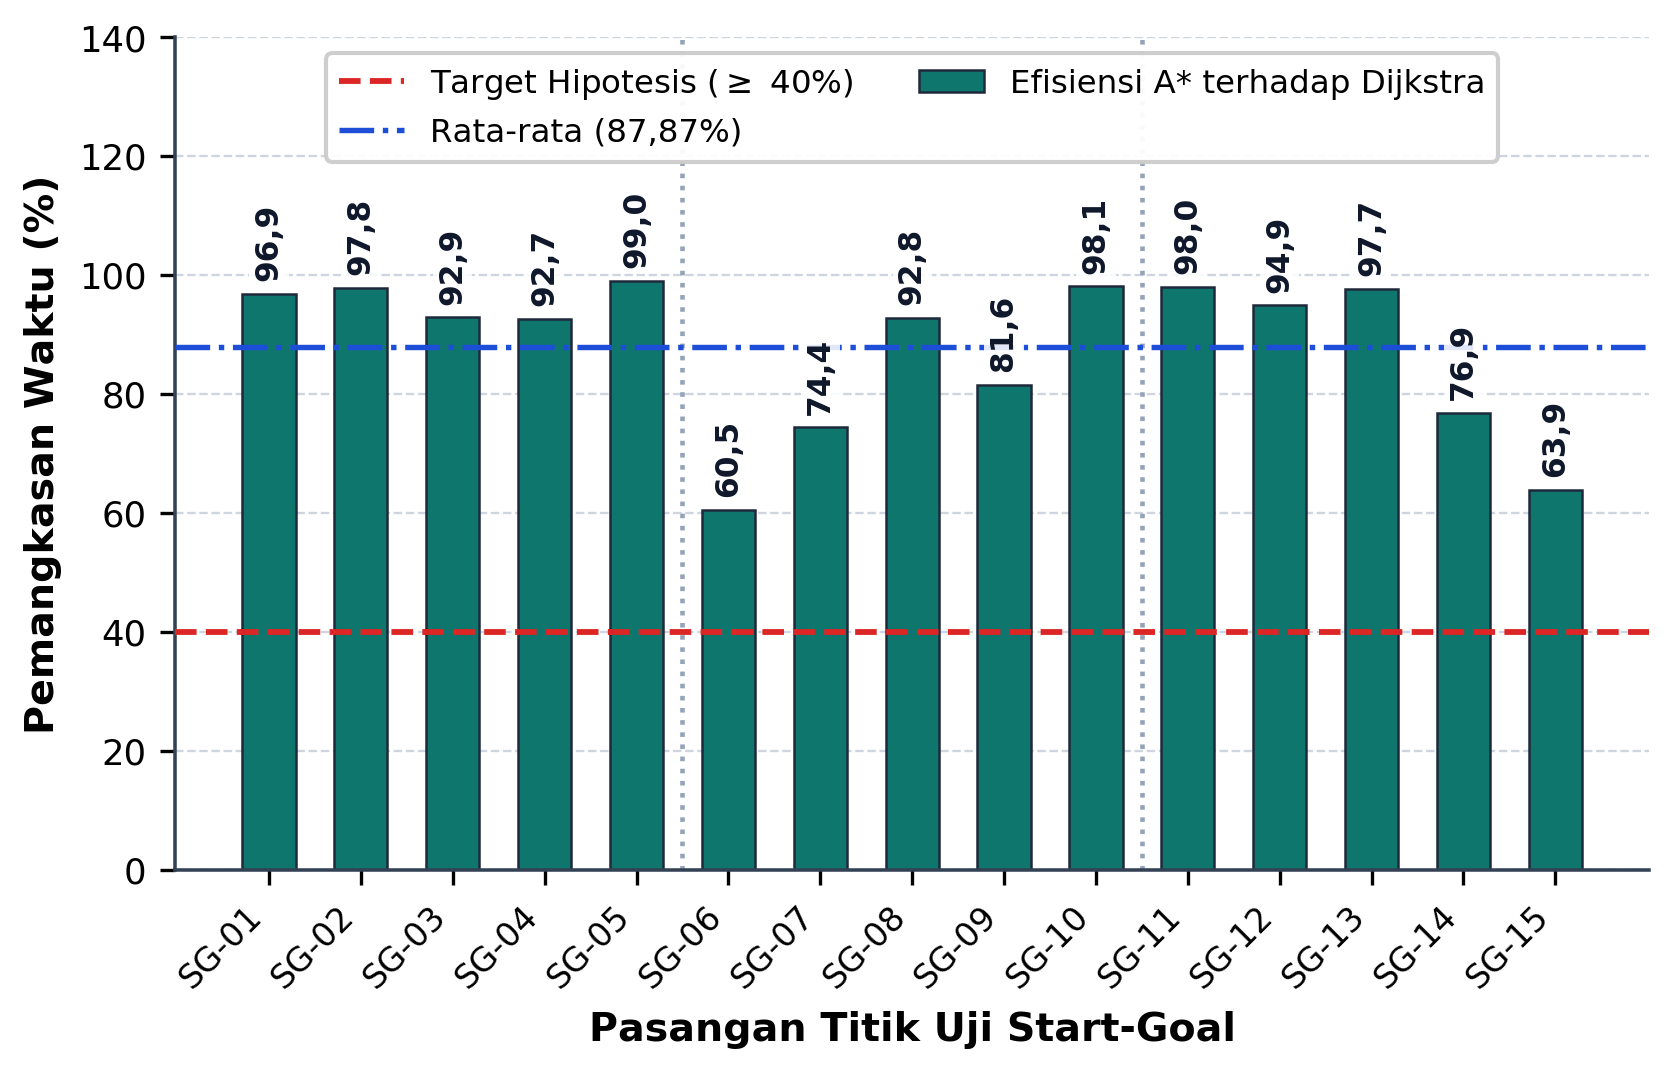 Target Hipotesis (≥ 40%)
Rata-rata (87,87%)
Efisiensi A* terhadap Dijkstra
Pemangkasan Waktu (%)
140
120
100
80
60
40
20
0
96,9
97,8
92,9
92,7
99,0
60,5
74,4
92,8
81,6
98,1
98,0
94,9
97,7
76,9
63,9
SG-01
SG-02
SG-03
SG-04
SG-05
SG-06
SG-07
SG-08
SG-09
SG-10
SG-11
SG-12
SG-13
SG-14
SG-15
Pasangan Titik Uji Start-Goal